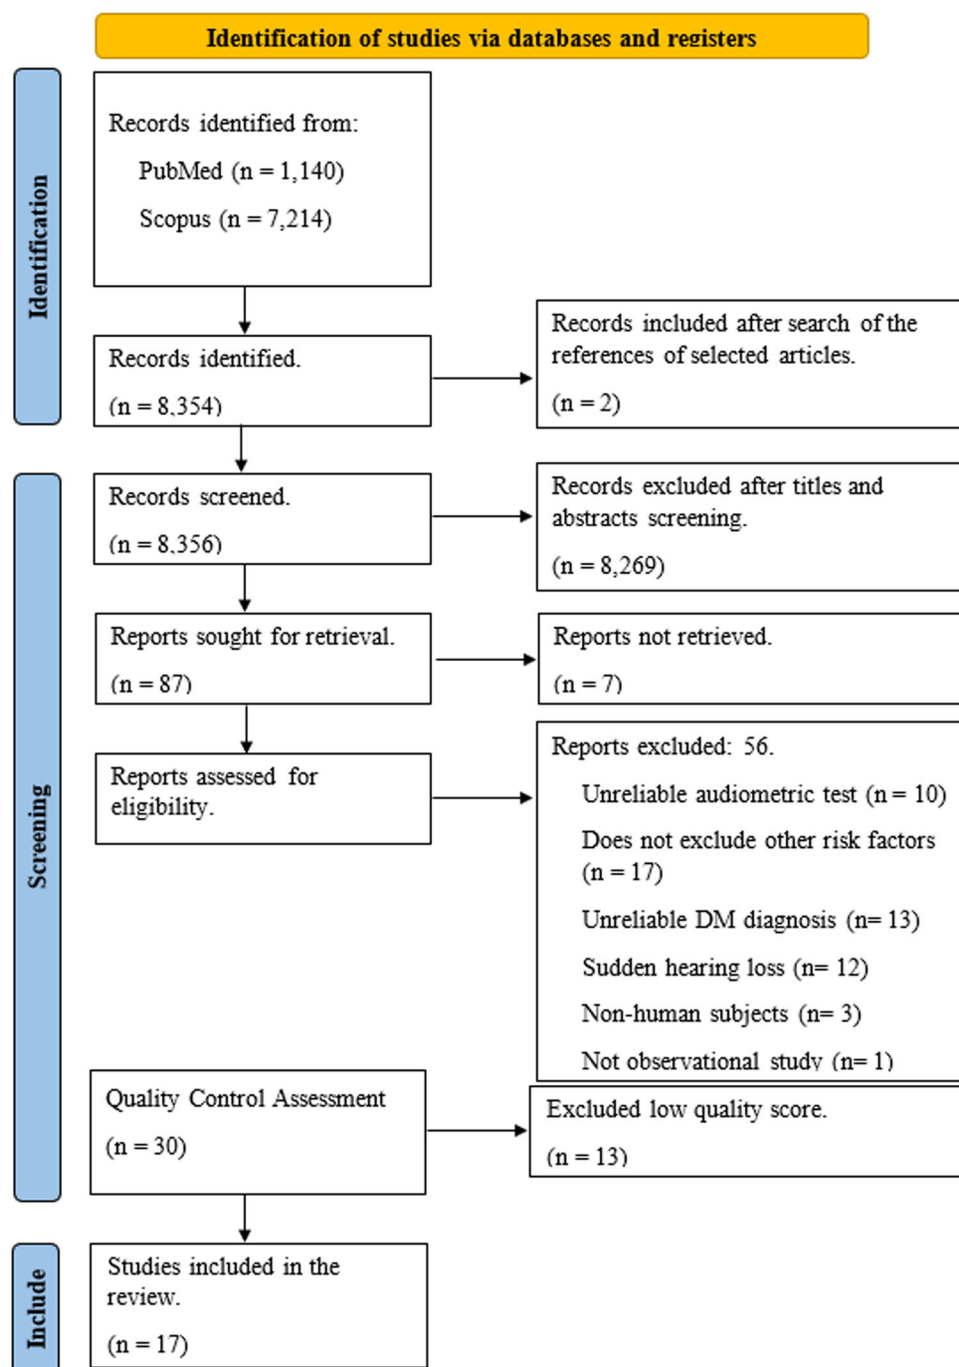 Identification of studies via databases and registers
Identification
Records identified from:
PubMed (n = 1,140)
Scopus (n = 7,214)
Records identified.
(n = 8,354)
Records included after search of the
references of selected articles.
(n = 2)
Screening
Records screened.
(n = 8,356)
Records excluded after titles and
abstracts screening.
(n = 8,269)
Reports sought for retrieval.
(n = 87)
Reports not retrieved.
(n = 7)
Reports assessed for
eligibility.
Reports excluded: 56.
Unreliable audiometric test (n = 10)
Does not exclude other risk factors
(n = 17)
Unreliable DM diagnosis (n= 13)
Sudden hearing loss (n= 12)
Non-human subjects (n= 3)
Not observational study (n= 1)
Quality Control Assessment
(n = 30)
Excluded low quality score.
(n = 13)
Include
Studies included in the
review.
(n = 17)